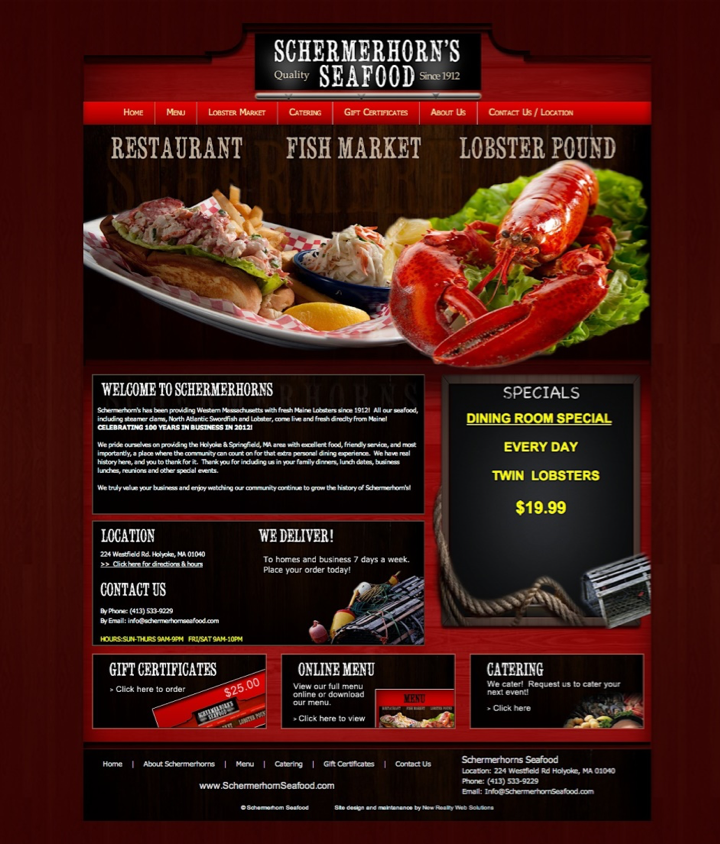 SCHERMERHORN'S
Quality SEAFOOD Since 1912
Home Menu Lobster Market Catering Gift Certificates About Us Contact Us / Location
RESTAURANT FISH MARKET LOBSTER POUND
WELCOME TO SCHERMERHORNS
Schermerhorn's has been providing Western Massachusetts with fresh Maine Lobsters since 1912! All our seafood,
including steamer clams, North Atlantic Swordfish and Lobster, come live and fresh direclty from Maine!
CELEBRATING 100 YEARS IN BUSINESS IN 2012!
We pride ourselves on providing the Holyoke & Springfield, MA area with excellent food, friendly service, and most
importantly, a place where the community can count on for that extra personal dining experience. We have real
history here, and you to thank for it. Thank you for including us in your family dinners, lunch dates, business
lunches, reunions and other special events.
We truly value your business and enjoy watching our community continue to grow the history of Schermerhorn's!
SPECIALS
DINING ROOM SPECIAL
EVERY DAY
TWIN LOBSTERS
$19.99
LOCATION
224 Westfield Rd. Holyoke, MA 01040
>> Click here for directions & hours
CONTACT US
By Phone: (413) 533-9229
By Email: info@schermerhornseafood.com
HOURS:SUN-THURS 9AM-9PM FRI/SAT 9AM-10PM
WE DELIVER!
To homes and business 7 days a week.
Place your order today!
GIFT CERTIFICATES
> Click here to order
$25.00
SCHERMERHORN'S
SEAFOOD
LOBSTER POUND
ONLINE MENU
View our full menu
online or download
our menu.
> Click here to view
MENU
RESTAURANT FISH MARKET LOBSTER POUND
CATERING
We cater! Request us to cater your
next event!
> Click here
Home | About Schermerhorns | Menu | Catering | Gift Certificates | Contact Us
www.SchermerhornSeafood.com
Schermerhorns Seafood
Location: 224 Westfield Rd Holyoke, MA 01040
Phone: (413) 533-9229
Email: Info@SchermerhornSeafood.com
© Schermerhorn Seafood Site design and maintanance by New Reality Web Solutions